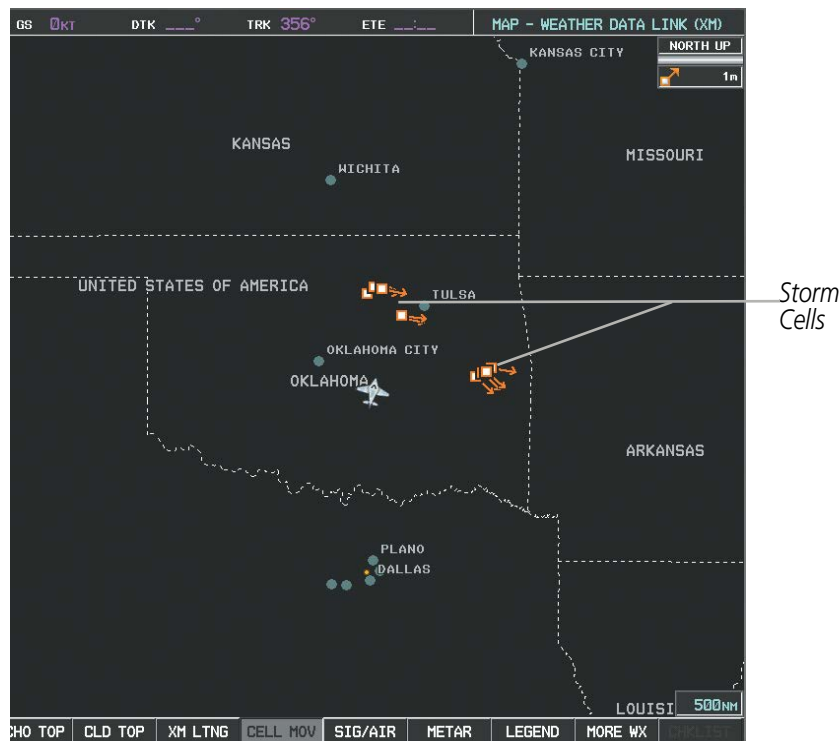 GS 0KT DTK ___° TRK 356° ETE __:__ MAP - WEATHER DATA LINK (XM)
NORTH UP
1m
KANSAS CITY
KANSAS
MISSOURI
WICHITA
UNITED STATES OF AMERICA
TULSA
Storm
Cells
OKLAHOMA CITY
OKLAHOMA
ARKANSAS
PLANO
DALLAS
LOUISI
500NM
CHO TOP CLD TOP XM LTNG CELL MOV SIG/AIR METAR LEGEND MORE WX CHKLIST